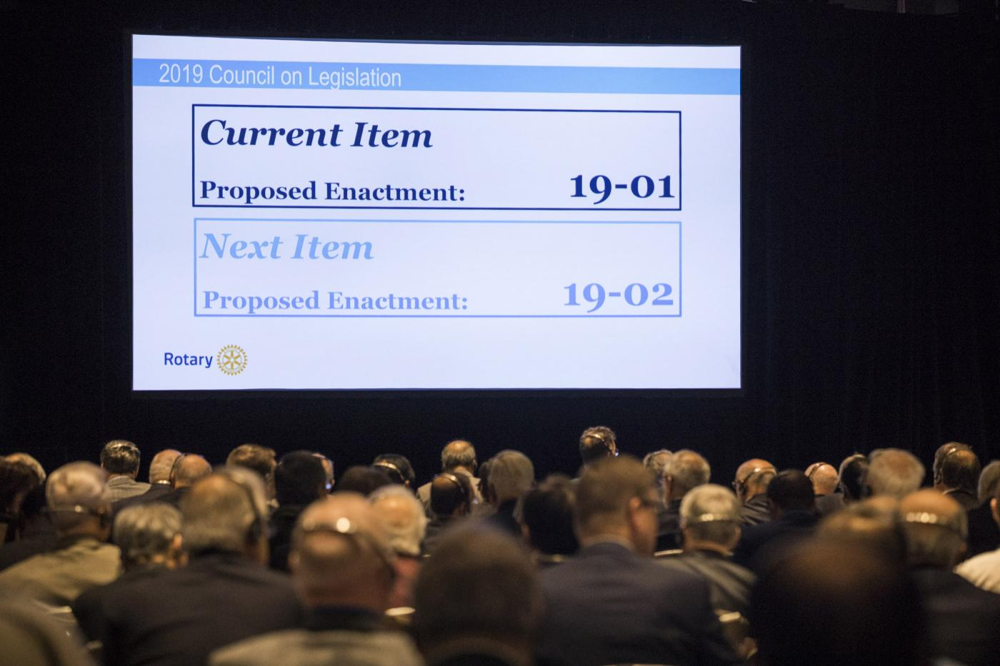 2019 Council on Legislation
Current Item
Proposed Enactment: 19-01
Next Item
Proposed Enactment: 19-02
Rotary